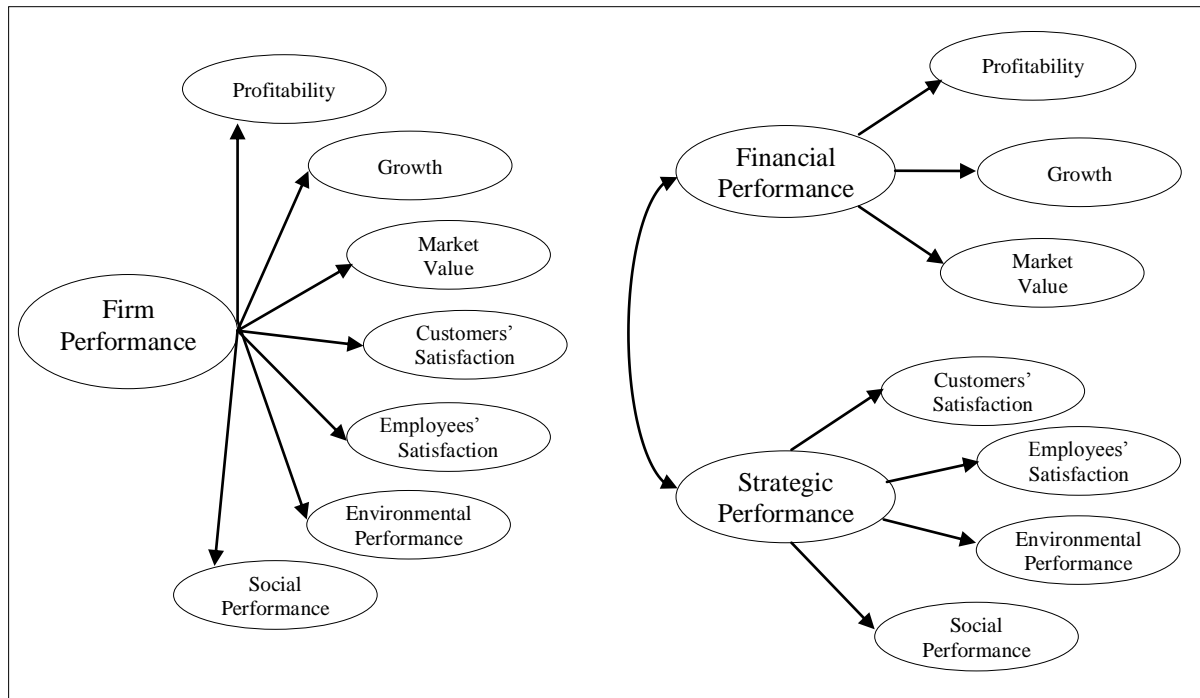 Profitability
Growth
Market
Value
Firm
Performance
Customers’
Satisfaction
Employees’
Satisfaction
Environmental
Performance
Social
Performance
Profitability
Financial
Performance
Growth
Market
Value
Customers’
Satisfaction
Employees’
Satisfaction
Strategic
Performance
Environmental
Performance
Social
Performance